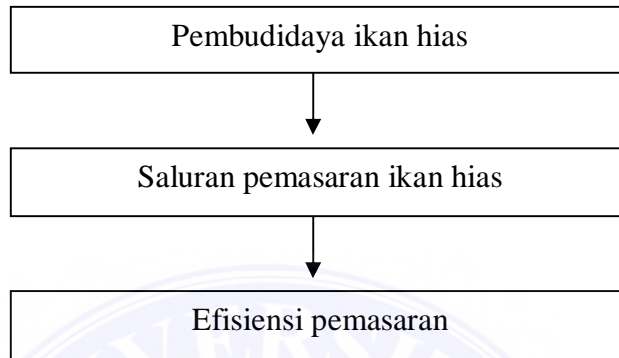 Pembudidaya ikan hias
Saluran pemasaran ikan hias
Efisiensi pemasaran